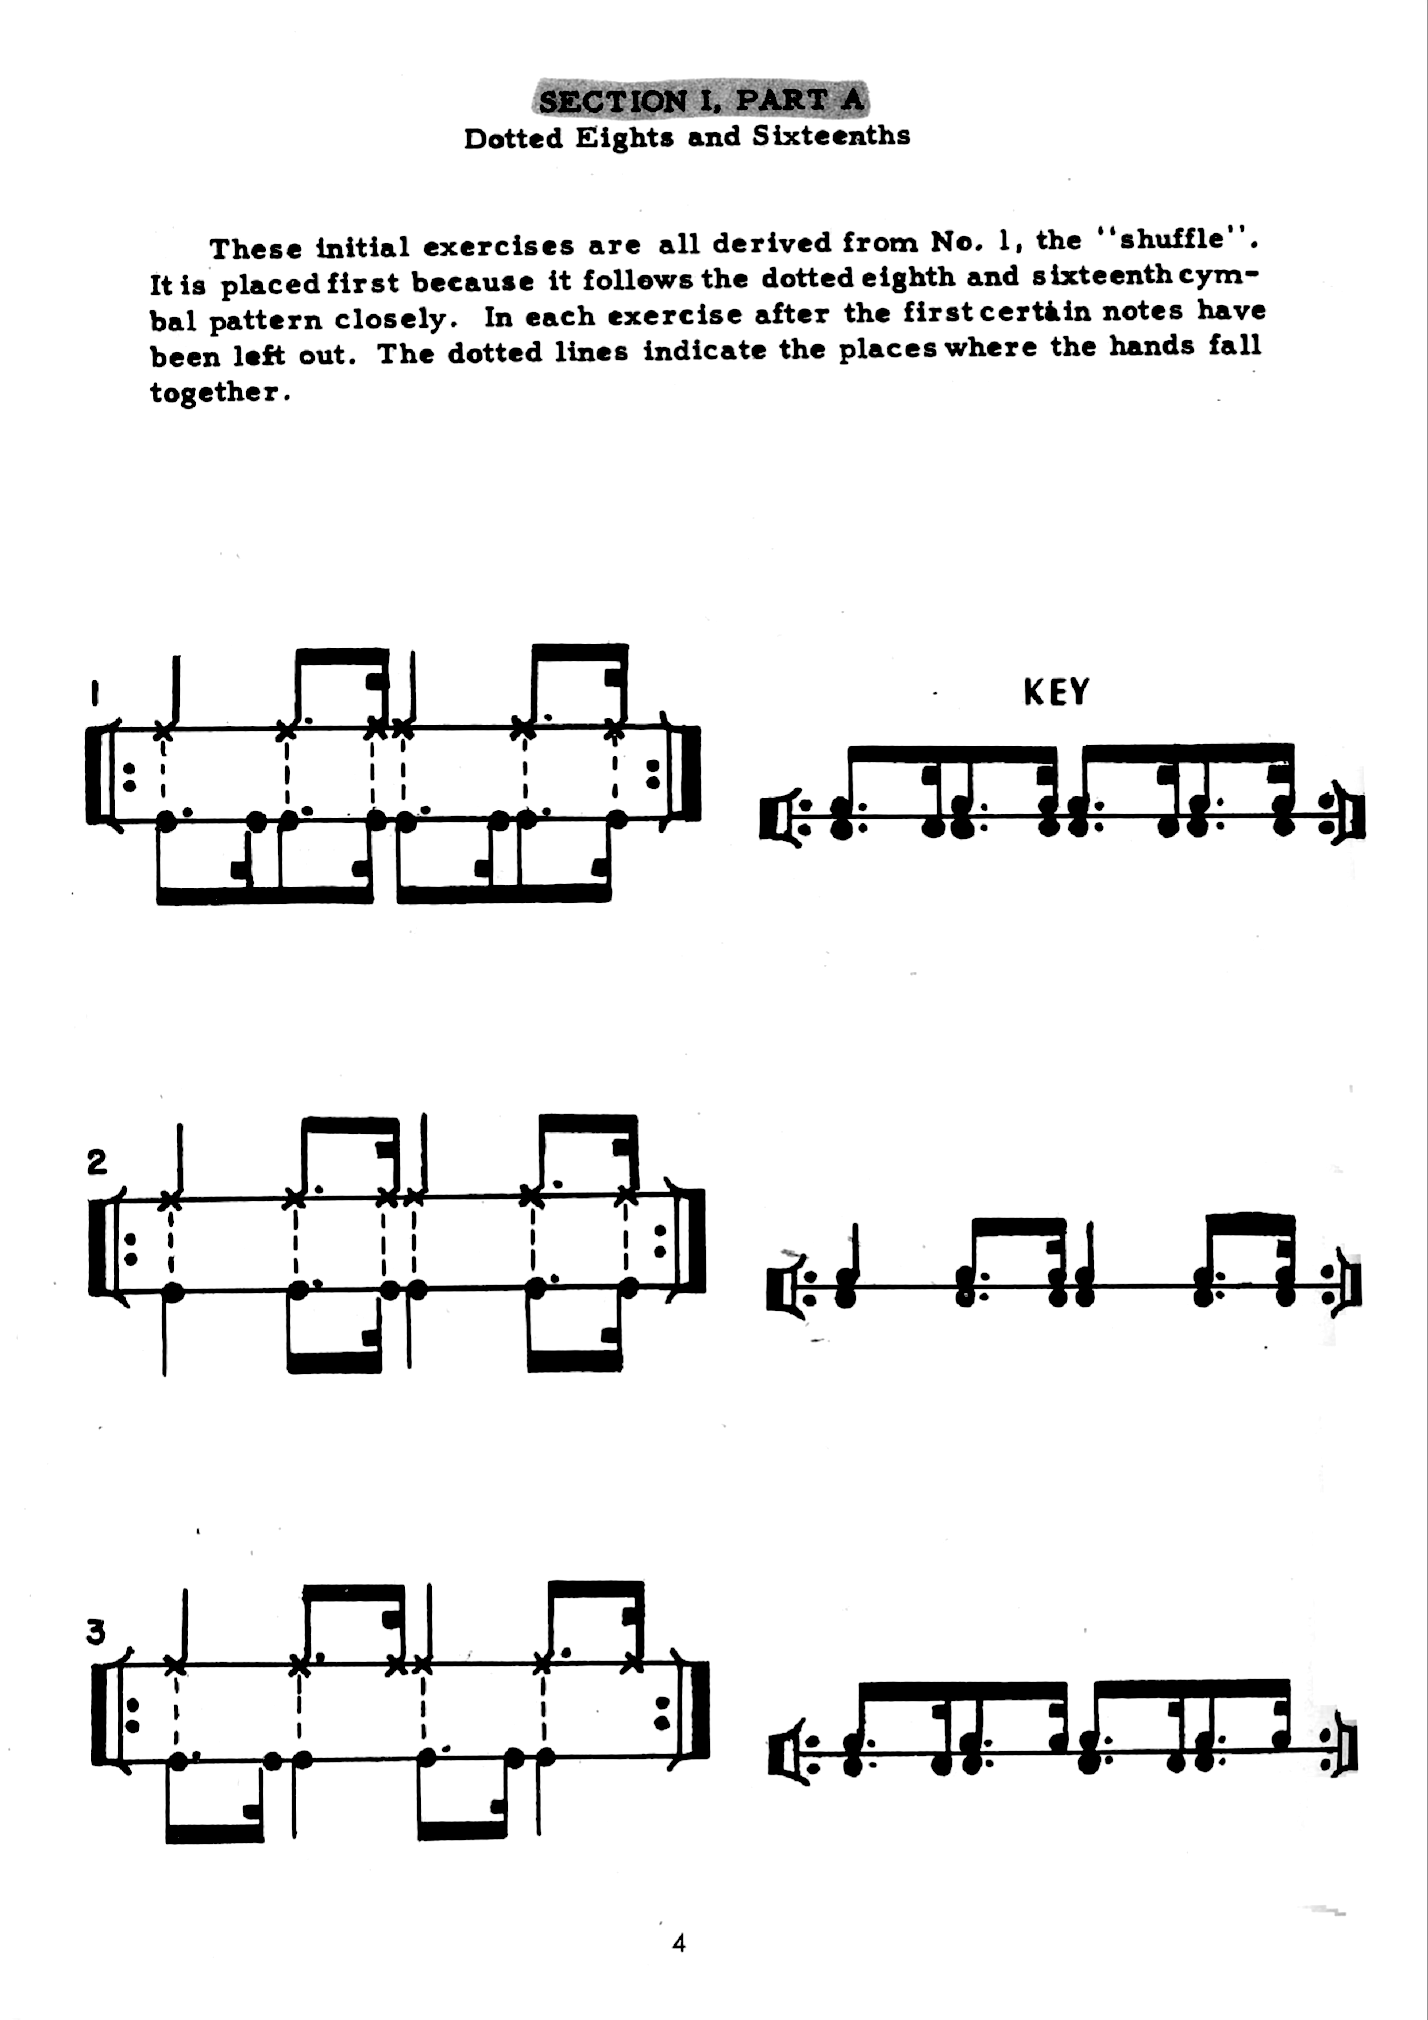 SECTION I, PART A
Dotted Eights and Sixteenths
These initial exercises are all derived from No. 1, the "shuffle".
It is placed first because it follows the dotted eighth and sixteenth cym-
bal pattern closely. In each exercise after the first certain notes have
been left out. The dotted lines indicate the places where the hands fall
together.
1
KEY
2
3
4